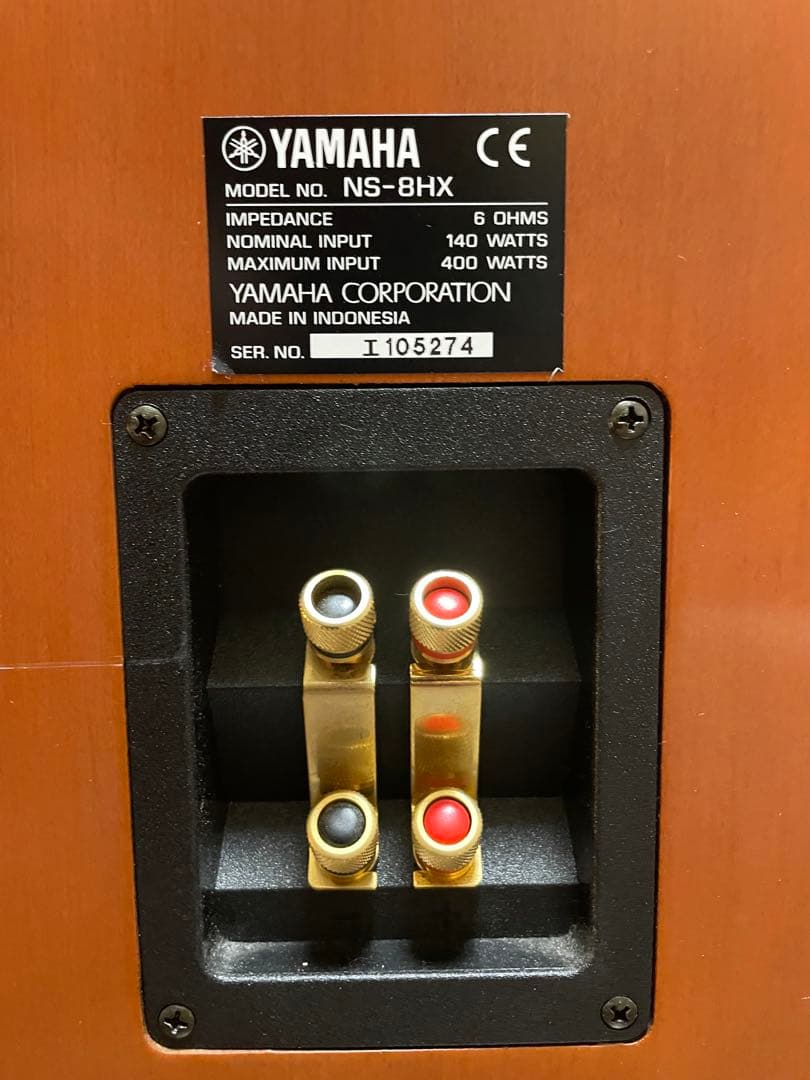 YAMAHA CE
MODEL NO. NS-8HX
IMPEDANCE 6 OHMS
NOMINAL INPUT 140 WATTS
MAXIMUM INPUT 400 WATTS
YAMAHA CORPORATION
MADE IN INDONESIA
SER. NO. I105274
- +